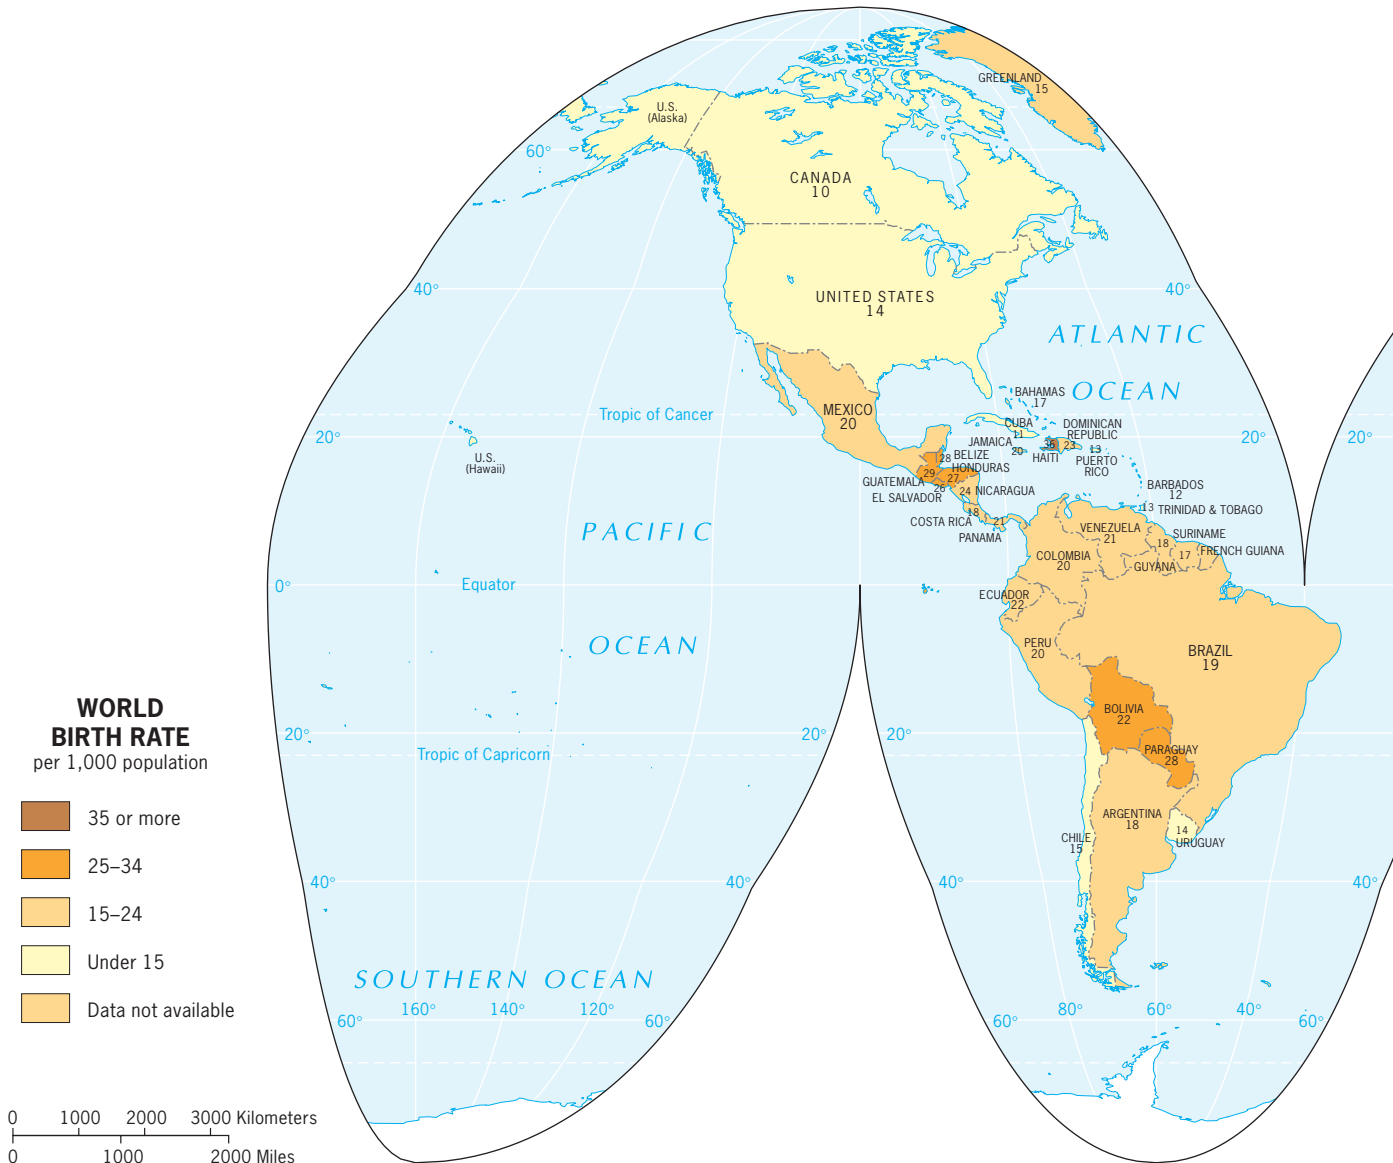 GREENLAND
15
U.S.
(Alaska)
60°
CANADA
10
40°
UNITED STATES
14
40°
ATLANTIC
OCEAN
BAHAMAS
17
Tropic of Cancer
MEXICO
20
CUBA
11
DOMINICAN
REPUBLIC
20°
20°
20°
U.S.
(Hawaii)
JAMAICA
20
36
HAITI
23
13
PUERTO
RICO
28 BELIZE
29
HONDURAS
27
GUATEMALA
26
EL SALVADOR
24 NICARAGUA
BARBADOS
12
13 TRINIDAD & TOBAGO
18
COSTA RICA
21
PANAMA
PACIFIC
OCEAN
VENEZUELA
21
SURINAME
18
17
FRENCH GUIANA
GUYANA
COLOMBIA
20
0°
Equator
ECUADOR
22
PERU
20
BRAZIL
19
BOLIVIA
22
20°
20°
20°
Tropic of Capricorn
PARAGUAY
28
ARGENTINA
18
CHILE
15
14
URUGUAY
40°
40°
40°
40°
SOUTHERN OCEAN
60°
160°
140°
120°
60°
60°
80°
60°
40°
60°
WORLD
BIRTH RATE
per 1,000 population
35 or more
25–34
15–24
Under 15
Data not available
0 1000 2000 3000 Kilometers
0 1000 2000 Miles